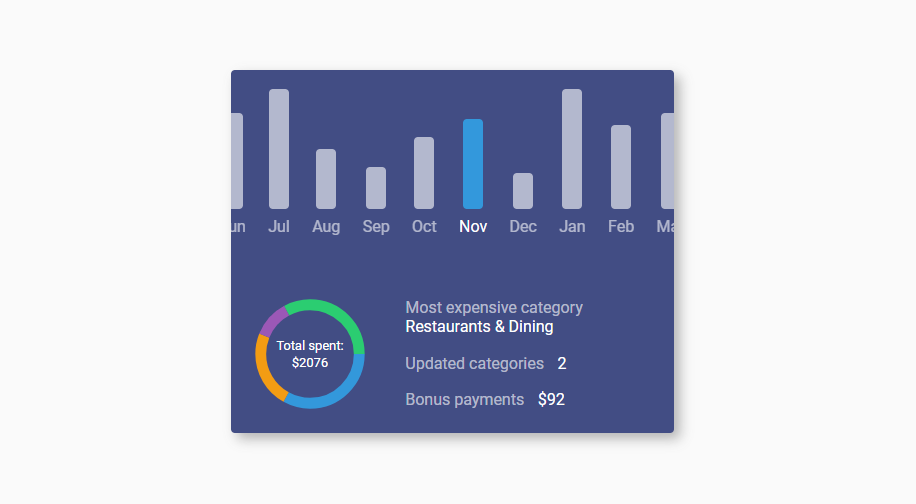 un Jul Aug Sep Oct Nov Dec Jan Feb Ma
Most expensive category
Restaurants & Dining
Total spent:
$2076
Updated categories 2
Bonus payments $92